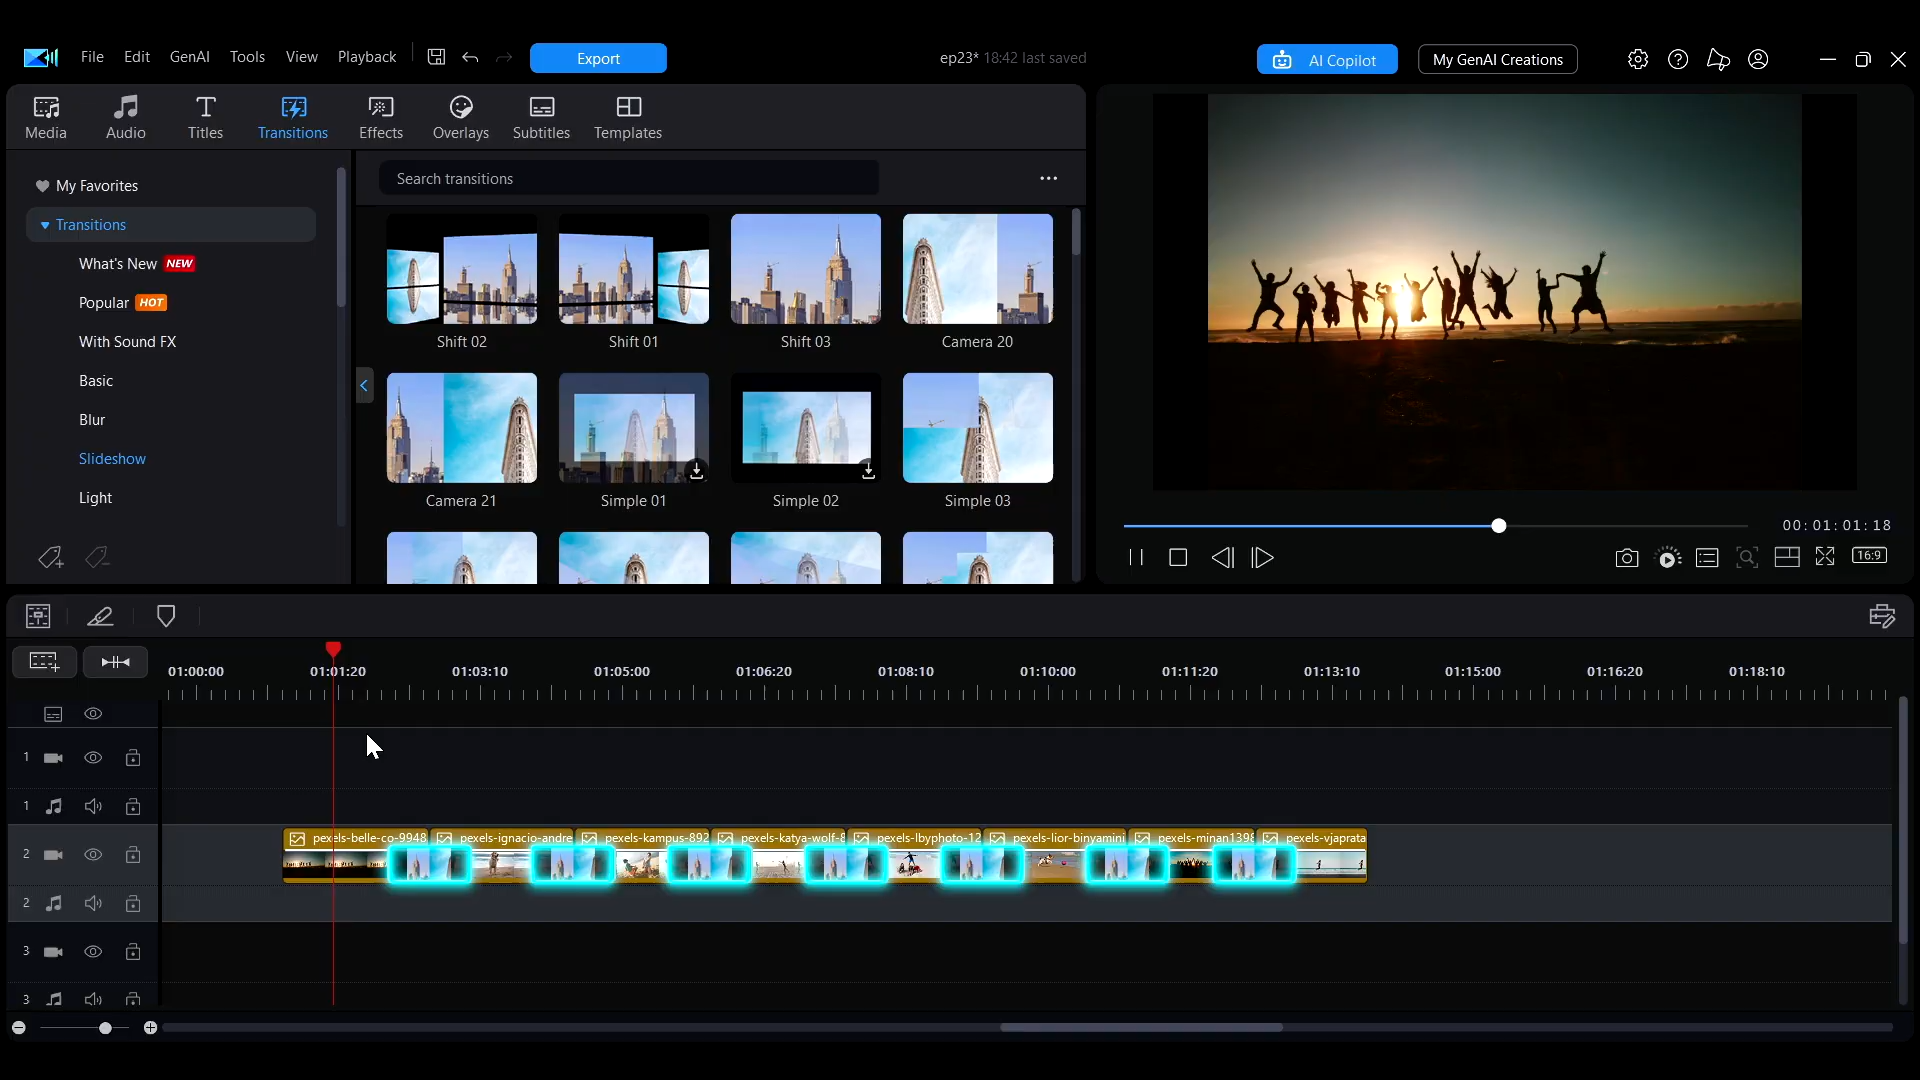 File Edit GenAI Tools View Playback Export ep23* 18:42 last saved AI Copilot My GenAI Creations
Media Audio Titles Transitions Effects Overlays Subtitles Templates
My Favorites
Transitions
What's New NEW
Popular HOT
With Sound FX
Basic
Blur
Slideshow
Light
Search transitions
Shift 02 Shift 01 Shift 03 Camera 20
Camera 21 Simple 01 Simple 02 Simple 03
00:01:01:18
16:9
01:00:00 01:01:20 01:03:10 01:05:00 01:06:20 01:08:10 01:10:00 01:11:20 01:13:10 01:15:00 01:16:20 01:18:10
1
1
2 pexels-belle-co-9948 pexels-ignacio-andre pexels-kampus-892 pexels-katya-wolf-8 pexels-lbyphoto-12 pexels-lior-binyamini pexels-minan1398 pexels-vjaprata
2
3
3